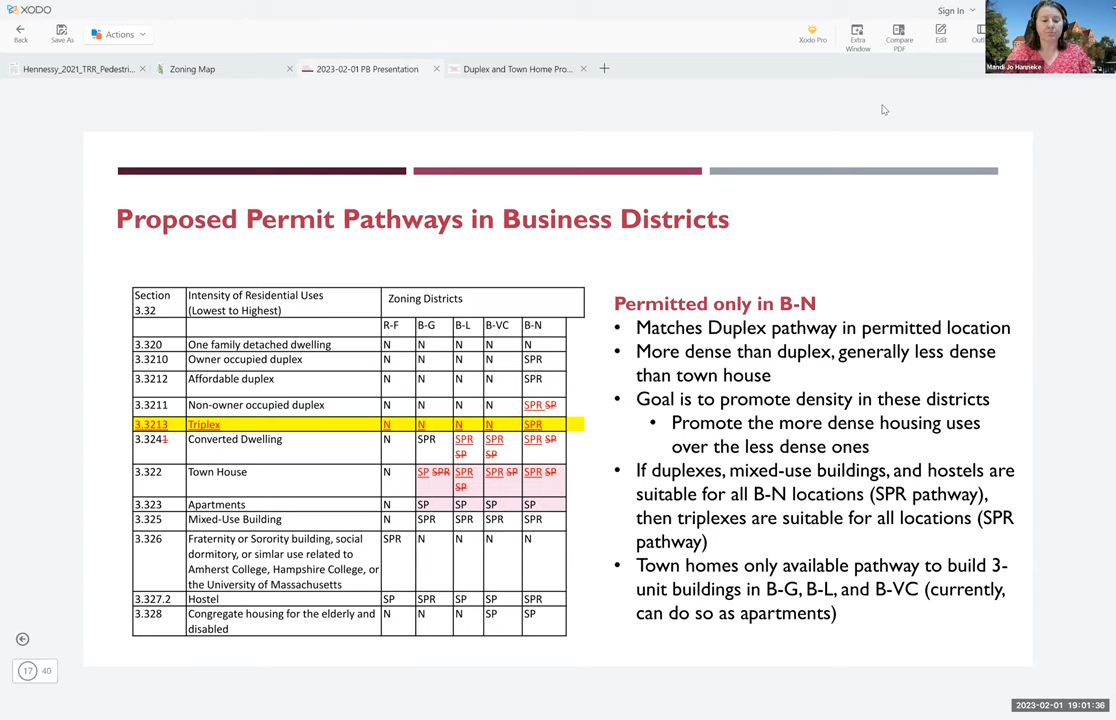 XODO
Sign In
Back
Save As
Actions
Xodo Pro
Extra Window
Compare PDF
Edit
Mandi Jo Hanneke
Hennessy_2021_TRR_Pedestri...
Zoning Map
2023-02-01 PB Presentation
Duplex and Town Home Pro...
Proposed Permit Pathways in Business Districts
Section 3.32 Intensity of Residential Uses (Lowest to Highest) Zoning Districts
R-F B-G B-L B-VC B-N
3.320 One family detached dwelling N N N N N
3.3210 Owner occupied duplex N N N N SPR
3.3212 Affordable duplex N N N N SPR
3.3211 Non-owner occupied duplex N N N N SPR SP
3.3213 Triplex N N N N SPR
3.3241 Converted Dwelling N SPR SPR SP SPR SP SPR SP
3.322 Town House N SP SPR SPR SP SPR SP SPR SP
3.323 Apartments N SP SP SP SP
3.325 Mixed-Use Building N SPR SPR SPR SPR
3.326 Fraternity or Sorority building, social SPR N N N N
dormitory, or simlar use related to
Amherst College, Hampshire College, or
the University of Massachusetts
3.327.2 Hostel SP SPR SP SP SPR
3.328 Congregate housing for the elderly and N N N SP SP
disabled
Permitted only in B-N
• Matches Duplex pathway in permitted location
• More dense than duplex, generally less dense
than town house
• Goal is to promote density in these districts
• Promote the more dense housing uses
over the less dense ones
• If duplexes, mixed-use buildings, and hostels are
suitable for all B-N locations (SPR pathway),
then triplexes are suitable for all locations (SPR
pathway)
• Town homes only available pathway to build 3-
unit buildings in B-G, B-L, and B-VC (currently,
can do so as apartments)
17 40
2023-02-01 19:01:36